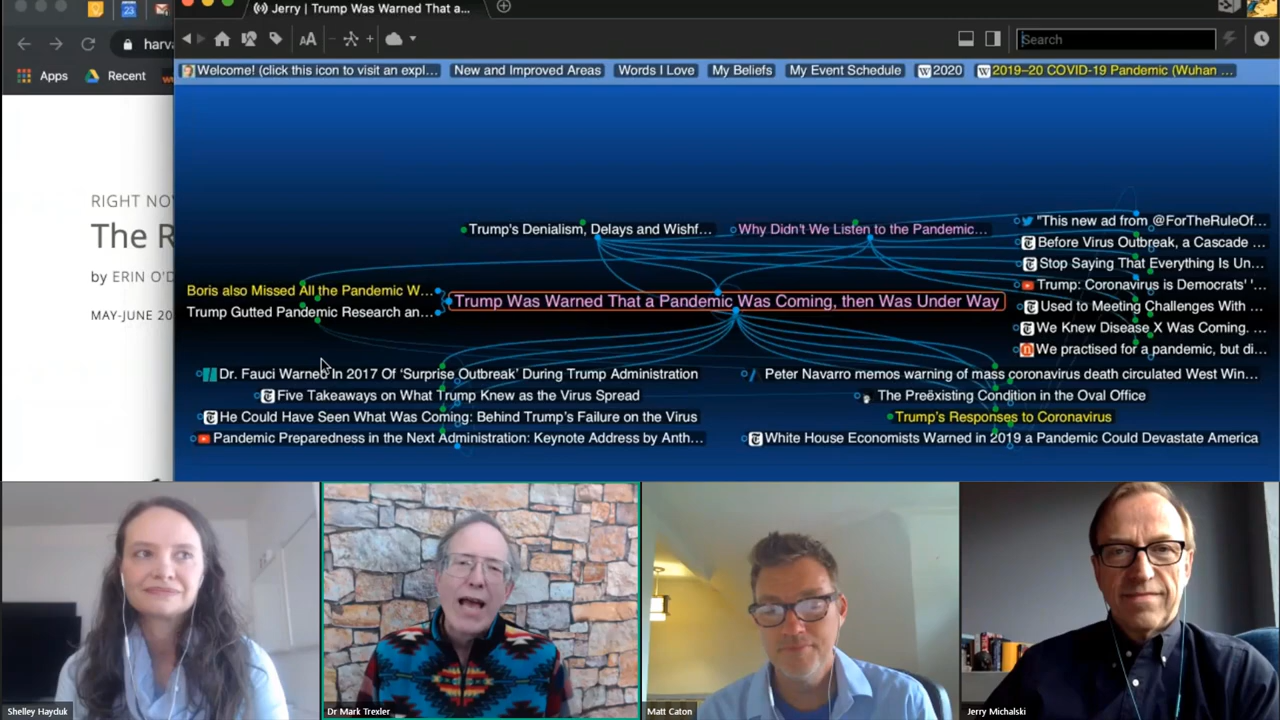 Jerry | Trump Was Warned That a...
harv
AA
Search
Apps
Recent
Welcome! (click this icon to visit an expl...
New and Improved Areas
Words I Love
My Beliefs
My Event Schedule
W 2020
W 2019–20 COVID-19 Pandemic (Wuhan ...
RIGHT NO
The R
by ERIN O'D
MAY-JUNE 20
Trump's Denialism, Delays and Wishf...
Why Didn't We Listen to the Pandemic...
"This new ad from @ForTheRuleOf...
Before Virus Outbreak, a Cascade ...
Stop Saying That Everything Is Un...
Trump: Coronavirus is Democrats' '...
Used to Meeting Challenges With ...
We Knew Disease X Was Coming. ...
We practised for a pandemic, but di...
Boris also Missed All the Pandemic W...
Trump Gutted Pandemic Research an...
Trump Was Warned That a Pandemic Was Coming, then Was Under Way
Dr. Fauci Warned In 2017 Of ‘Surprise Outbreak’ During Trump Administration
Five Takeaways on What Trump Knew as the Virus Spread
He Could Have Seen What Was Coming: Behind Trump’s Failure on the Virus
Pandemic Preparedness in the Next Administration: Keynote Address by Anth...
Peter Navarro memos warning of mass coronavirus death circulated West Win...
The Preëxisting Condition in the Oval Office
Trump's Responses to Coronavirus
White House Economists Warned in 2019 a Pandemic Could Devastate America
Shelley Hayduk
Dr Mark Trexler
Matt Caton
Jerry Michalski